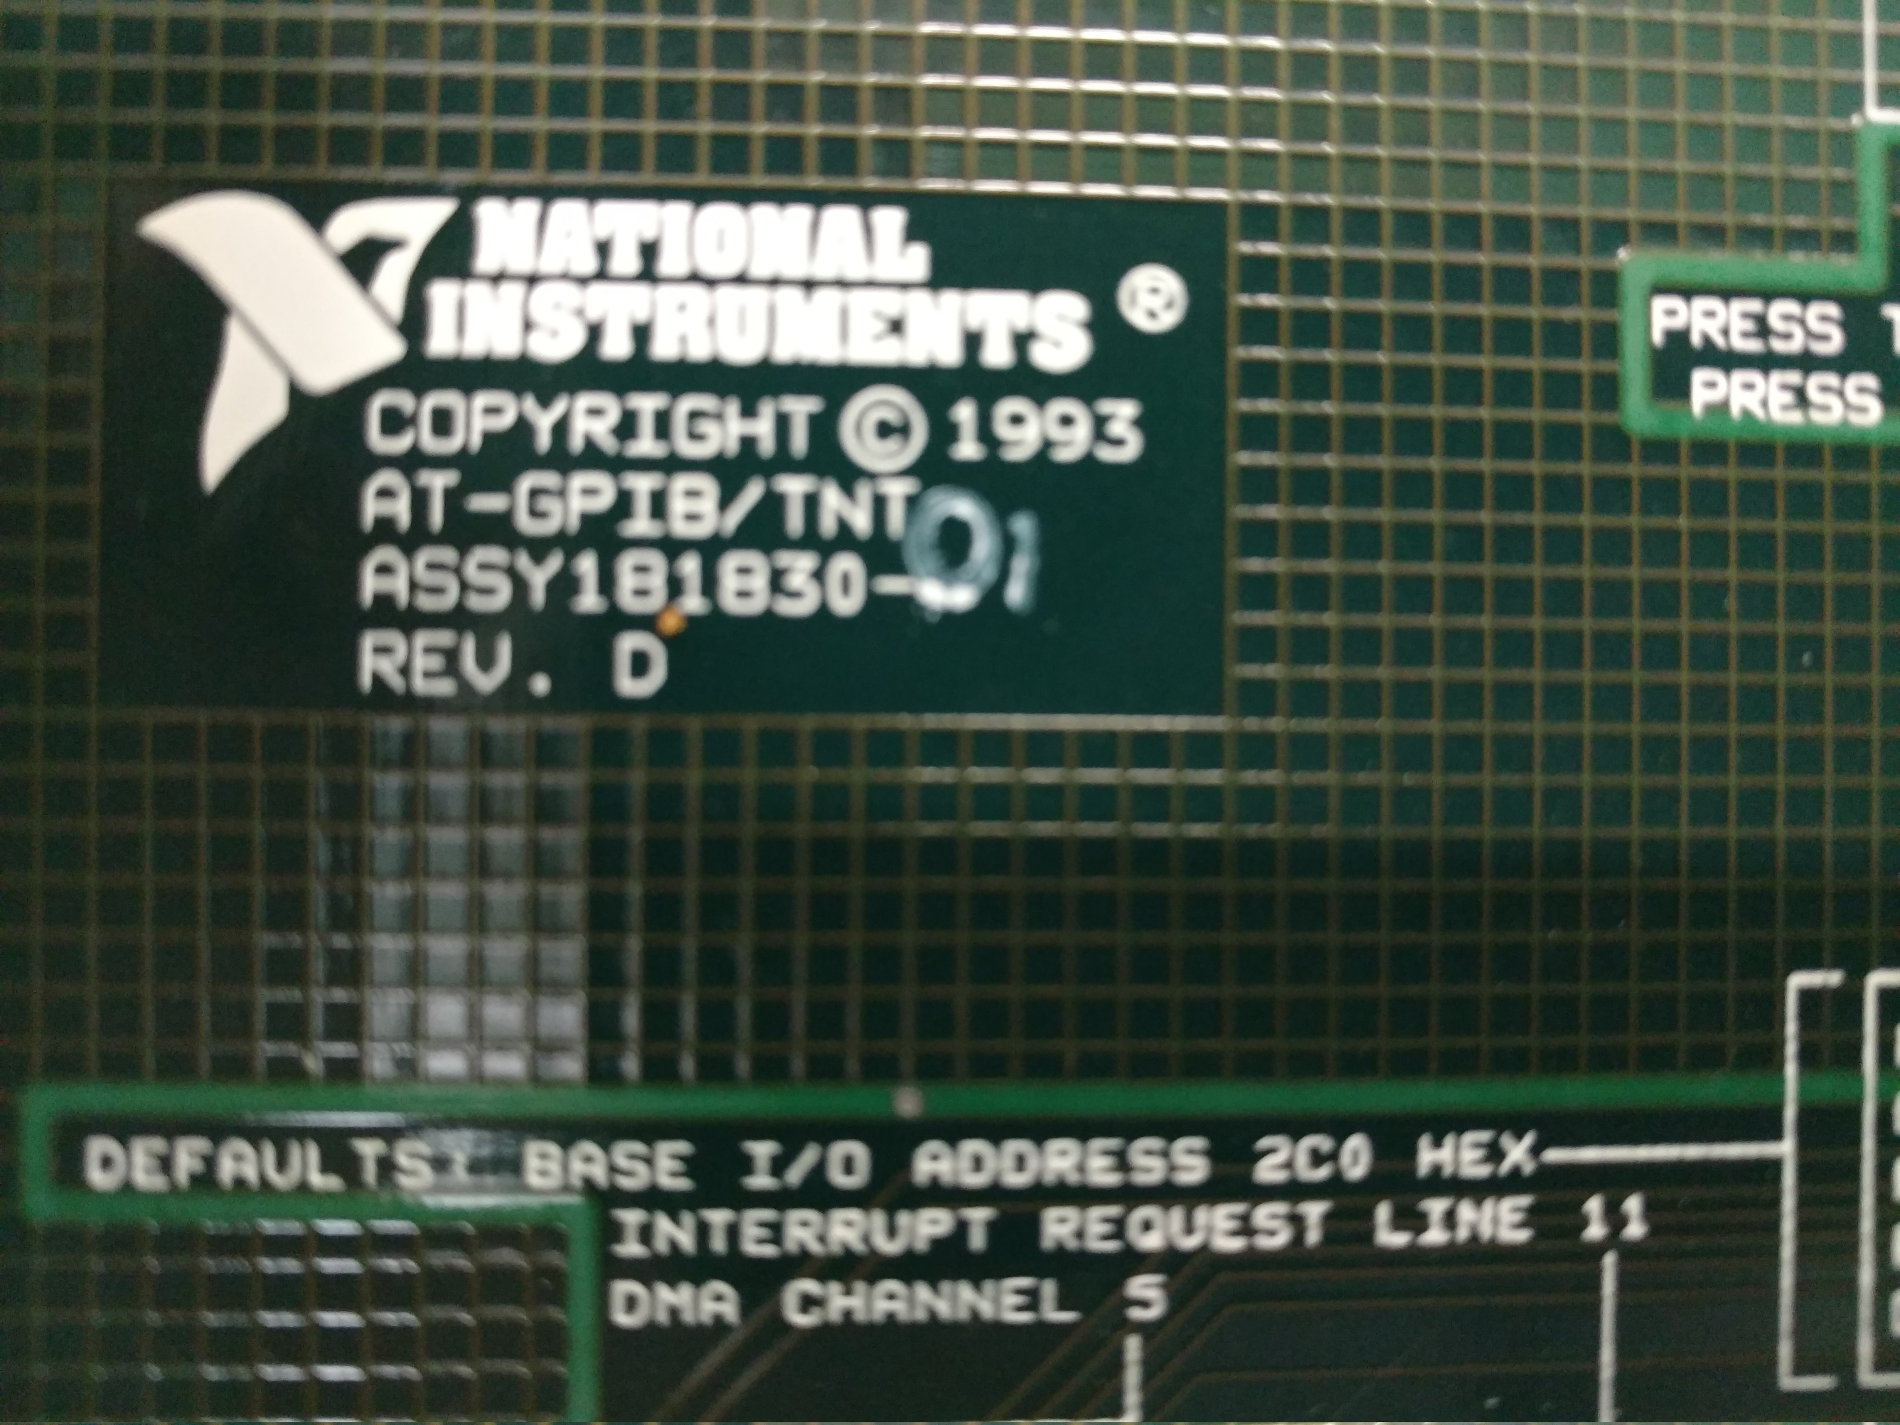 NATIONAL
INSTRUMENTS ®
COPYRIGHT © 1993
AT-GPIB/TNT
ASSY181830-01
REV. D
PRESS
PRESS
DEFAULTS: BASE I/O ADDRESS 2C0 HEX
INTERRUPT REQUEST LINE 11
DMA CHANNEL 5